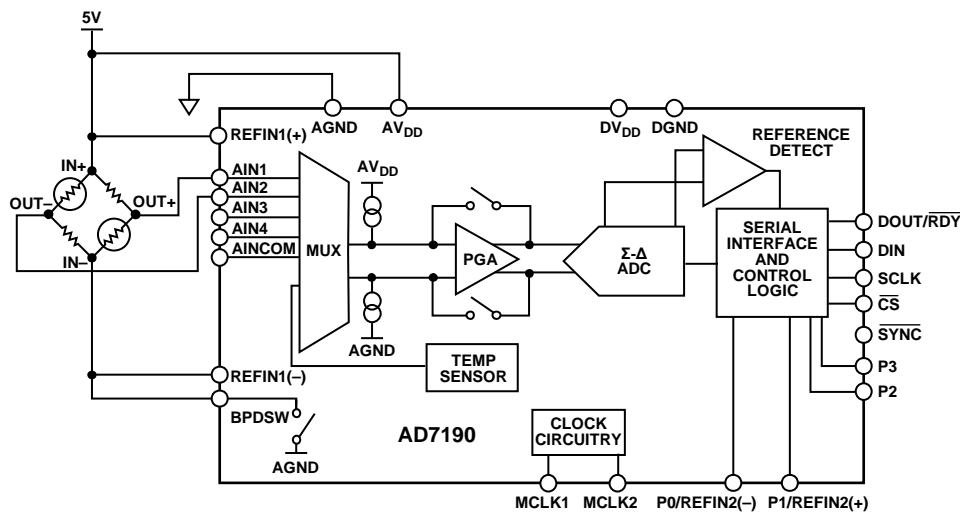 5V
AGND
AVDD
DVDD
DGND
REFERENCE
DETECT
REFIN1(+)
IN+
OUT–
OUT+
IN–
AIN1
AIN2
AIN3
AIN4
AINCOM
MUX
AVDD
AGND
PGA
Σ-Δ
ADC
SERIAL
INTERFACE
AND
CONTROL
LOGIC
DOUT/RDY
DIN
SCLK
CS
SYNC
P3
P2
TEMP
SENSOR
REFIN1(–)
BPDSW
AGND
AD7190
CLOCK
CIRCUITRY
MCLK1
MCLK2
P0/REFIN2(–)
P1/REFIN2(+)